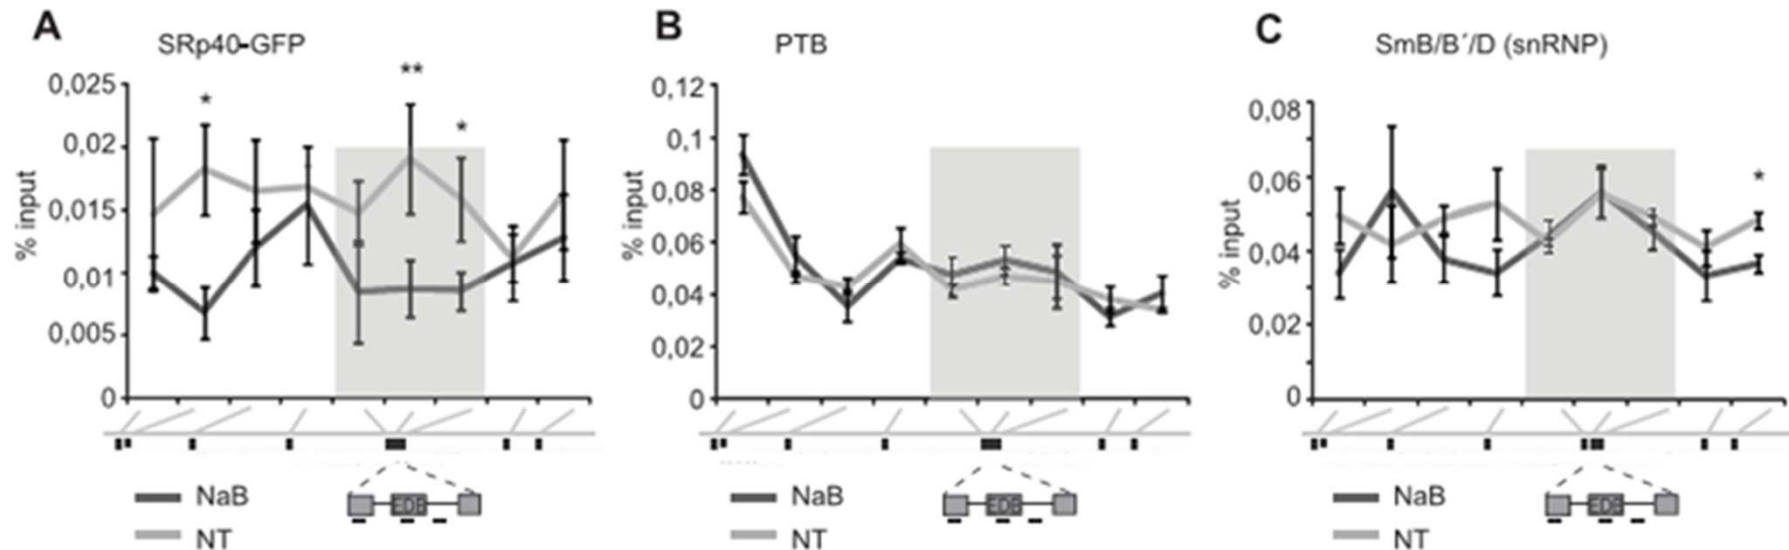 A
SRp40-GFP
% input
0,025
0,02
0,015
0,01
0,005
0
*
**
*
EDB
NaB
NT
B
PTB
% input
0,12
0,1
0,08
0,06
0,04
0,02
0
EDB
NaB
NT
C
SmB/B´/D (snRNP)
% input
0,08
0,06
0,04
0,02
0
*
EDB
NaB
NT